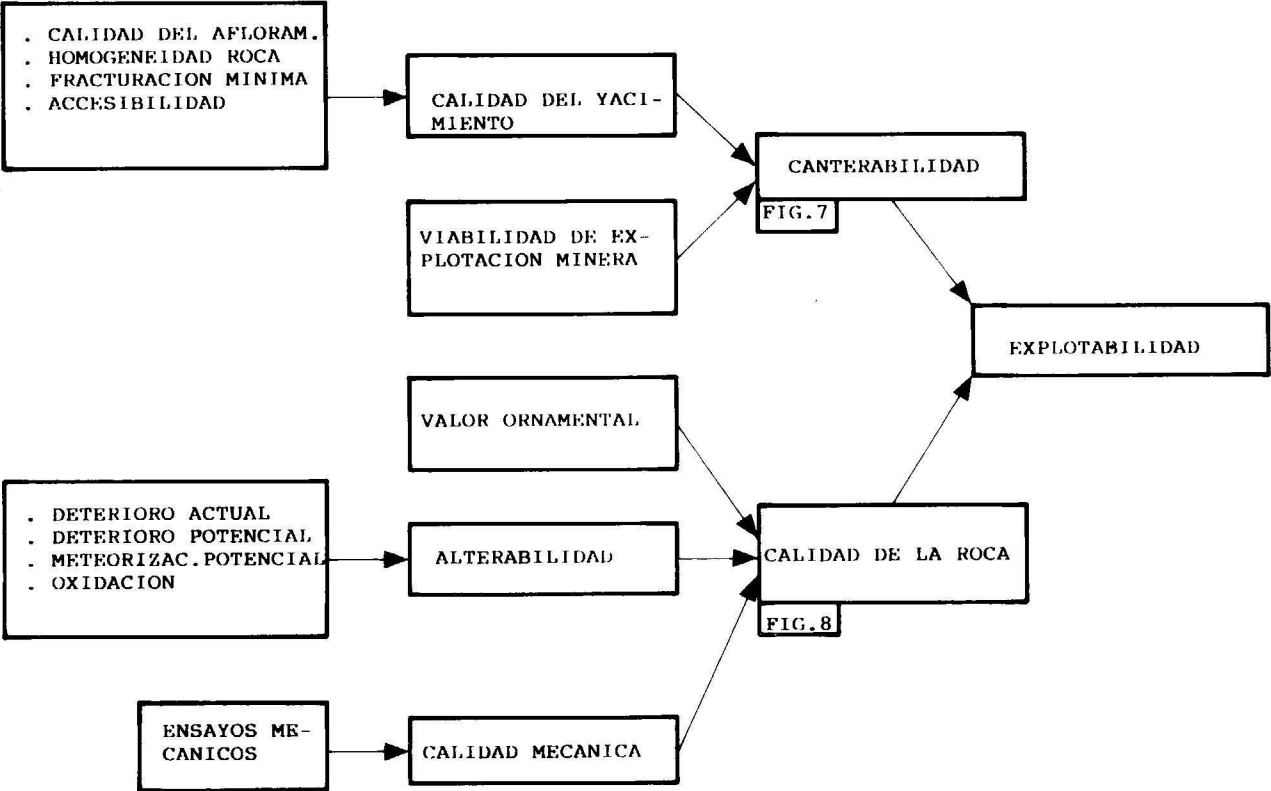 . CALIDAD DEL AFLORAM.
. HOMOGENEIDAD ROCA
. FRACTURACION MINIMA
. ACCESIBILIDAD
CALIDAD DEL YACI-
MIENTO
CANTERABILIDAD
FIG.7
VIABILIDAD DE EX-
PLOTACION MINERA
EXPLOTABILIDAD
VALOR ORNAMENTAL
. DETERIORO ACTUAL
. DETERIORO POTENCIAL
. METEORIZAC.POTENCIAL
. OXIDACION
ALTERABILIDAD
CALIDAD DE LA ROCA
FIG.8
ENSAYOS ME-
CANICOS
CALIDAD MECANICA